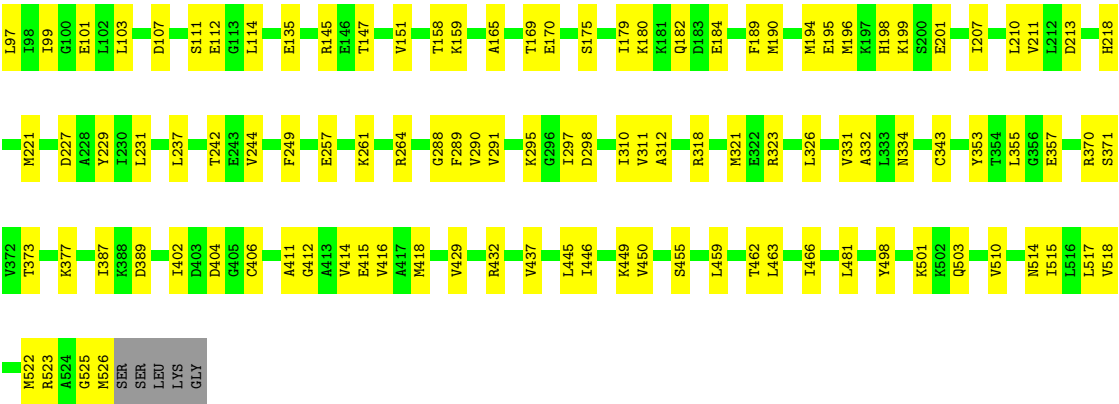 L97 I98 I99 G100 E101 L102 L103 D107 S111 E112 G113 L114 E135 R145 E146 T147 V151 T158 K159 A165 T169 E170 S175 I179 K180 K181 Q182 D183 E184 F189 M190 M194 E195 M196 K197 H198 K199 S200 E201 I207 L210 V211 L212 D213 H218
M221 D227 A228 Y229 I230 L231 L237 T242 E243 V244 F249 E257 K261 R264 G288 F289 V290 V291 K295 G296 I297 D298 I310 V311 A312 R318 M321 E322 R323 L326 V331 A332 L333 N334 C343 Y353 T354 L355 G356 E357 R370 S371
V372 T373 K377 I387 K388 D389 I402 D403 D404 G405 C406 A411 G412 A413 V414 E415 V416 A417 M418 V429 R432 V437 L445 I446 K449 V450 S455 L459 T462 L463 I466 L481 Y498 K501 K502 Q503 V510 N514 I515 L516 L517 V518
M522 R523 A524 G525 M526 SER SER LEU LYS GLY